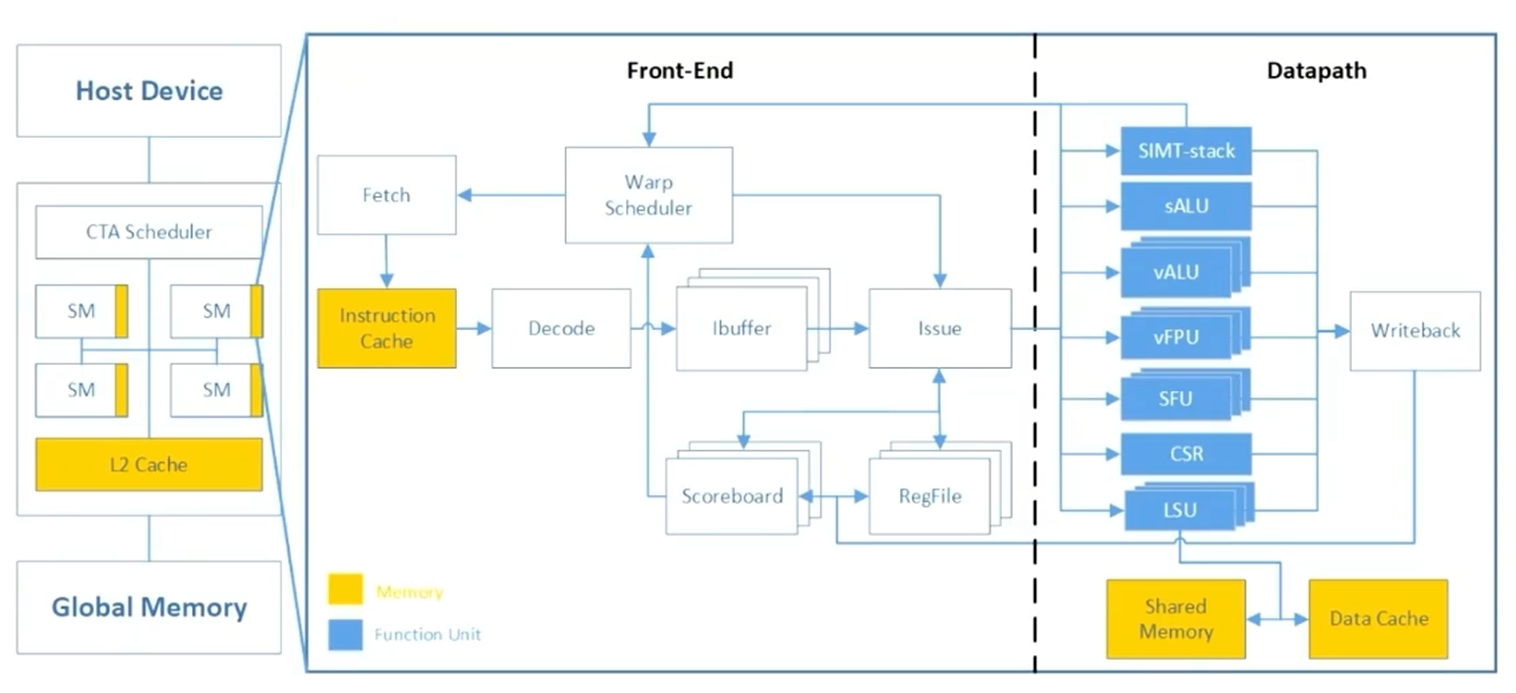 Host Device
CTA Scheduler
SM
SM
SM
SM
L2 Cache
Global Memory
Front-End
Datapath
Fetch
Warp
Scheduler
Instruction
Cache
Decode
Ibuffer
Issue
Scoreboard
RegFile
Memory
Function Unit
SIMT-stack
sALU
vALU
vFPU
SFU
CSR
LSU
Writeback
Shared
Memory
Data Cache